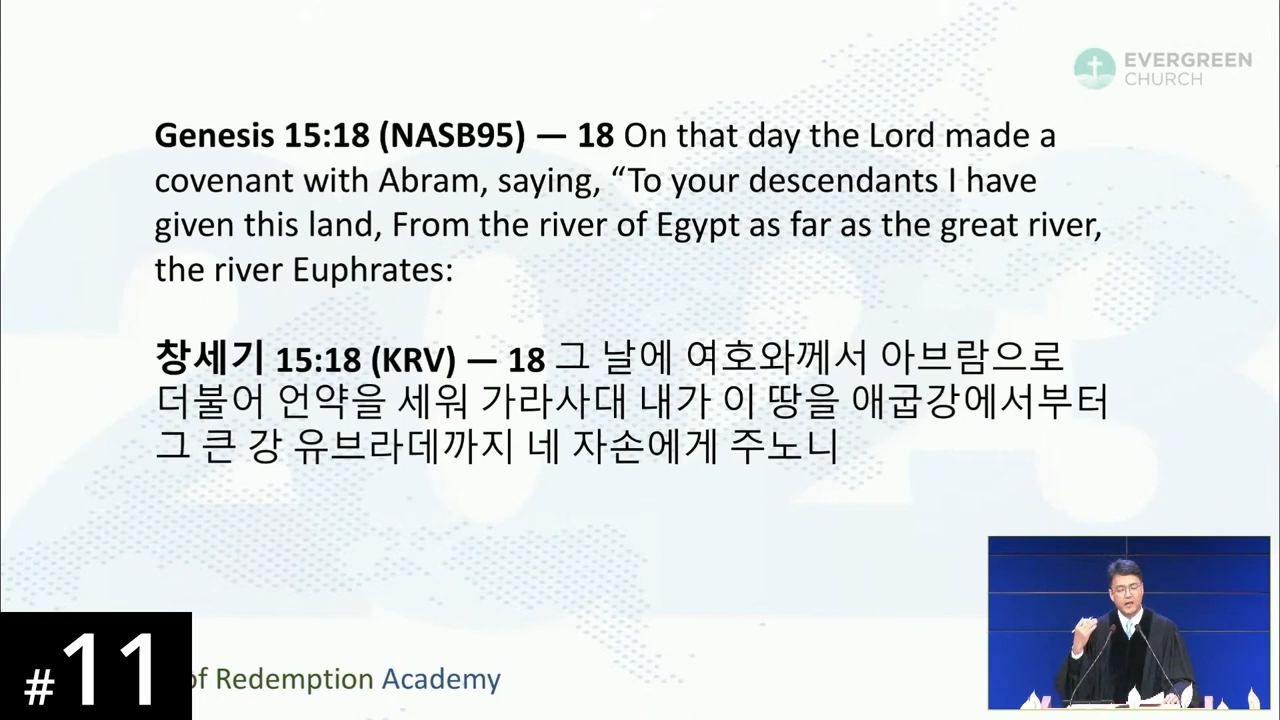 EVERGREEN
CHURCH
Genesis 15:18 (NASB95) — 18 On that day the Lord made a
covenant with Abram, saying, “To your descendants I have
given this land, From the river of Egypt as far as the great river,
the river Euphrates:
창세기 15:18 (KRV) — 18 그 날에 여호와께서 아브람으로
더불어 언약을 세워 가라사대 내가 이 땅을 애굽강에서부터
그 큰 강 유브라데까지 네 자손에게 주노니
#11
of Redemption Academy